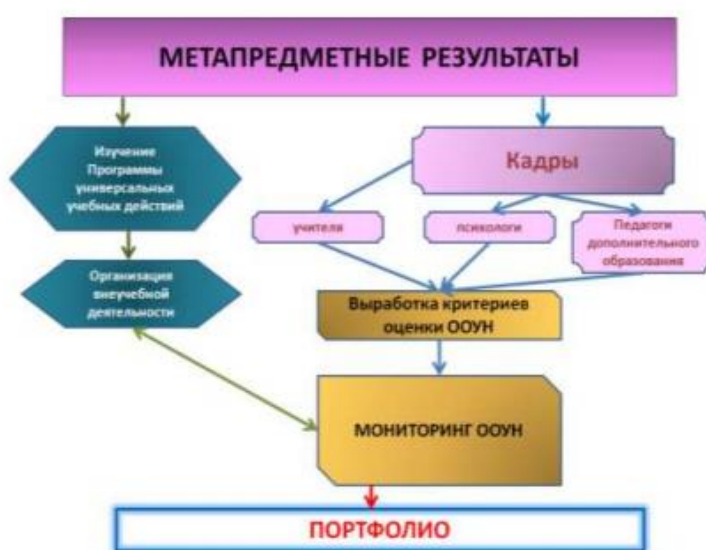 МЕТАПРЕДМЕТНЫЕ РЕЗУЛЬТАТЫ
Изучение
Программы
универсальных
учебных действий
Кадры
учителя
психологи
Педагоги
дополнительного
образования
Организация
внеучебной
деятельности
Выработка критериев
оценки ООУН
МОНИТОРИНГ ООУН
ПОРТФОЛИО